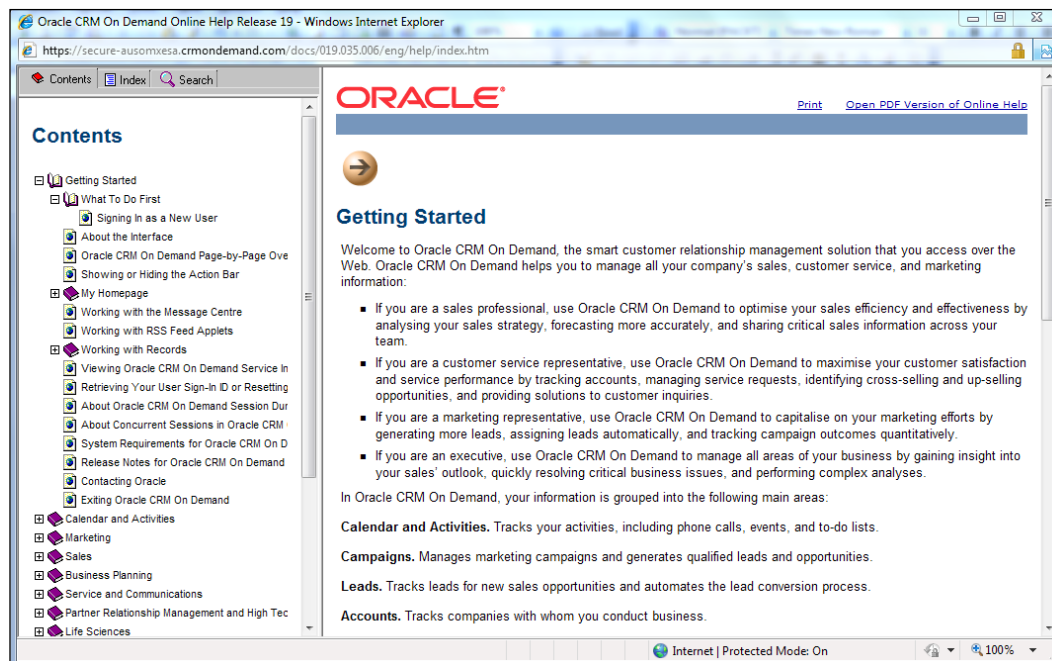 Oracle CRM On Demand Online Help Release 19 - Windows Internet Explorer
https://secure-ausomxesa.crmondemand.com/docs/019.035.006/eng/help/index.htm
Contents Index Search
Contents
Getting Started
What To Do First
Signing In as a New User
About the Interface
Oracle CRM On Demand Page-by-Page Ove
Showing or Hiding the Action Bar
My Homepage
Working with the Message Centre
Working with RSS Feed Applets
Working with Records
Viewing Oracle CRM On Demand Service In
Retrieving Your User Sign-In ID or Resetting
About Oracle CRM On Demand Session Dur
About Concurrent Sessions in Oracle CRM
System Requirements for Oracle CRM On D
Release Notes for Oracle CRM On Demand
Contacting Oracle
Exiting Oracle CRM On Demand
Calendar and Activities
Marketing
Sales
Business Planning
Service and Communications
Partner Relationship Management and High Tec
Life Sciences
ORACLE
Print Open PDF Version of Online Help
Getting Started
Welcome to Oracle CRM On Demand, the smart customer relationship management solution that you access over the
Web. Oracle CRM On Demand helps you to manage all your company's sales, customer service, and marketing
information:
If you are a sales professional, use Oracle CRM On Demand to optimise your sales efficiency and effectiveness by
analysing your sales strategy, forecasting more accurately, and sharing critical sales information across your
team.
If you are a customer service representative, use Oracle CRM On Demand to maximise your customer satisfaction
and service performance by tracking accounts, managing service requests, identifying cross-selling and up-selling
opportunities, and providing solutions to customer inquiries.
If you are a marketing representative, use Oracle CRM On Demand to capitalise on your marketing efforts by
generating more leads, assigning leads automatically, and tracking campaign outcomes quantitatively.
If you are an executive, use Oracle CRM On Demand to manage all areas of your business by gaining insight into
your sales' outlook, quickly resolving critical business issues, and performing complex analyses.
In Oracle CRM On Demand, your information is grouped into the following main areas:
Calendar and Activities. Tracks your activities, including phone calls, events, and to-do lists.
Campaigns. Manages marketing campaigns and generates qualified leads and opportunities.
Leads. Tracks leads for new sales opportunities and automates the lead conversion process.
Accounts. Tracks companies with whom you conduct business.
Internet | Protected Mode: On
100%